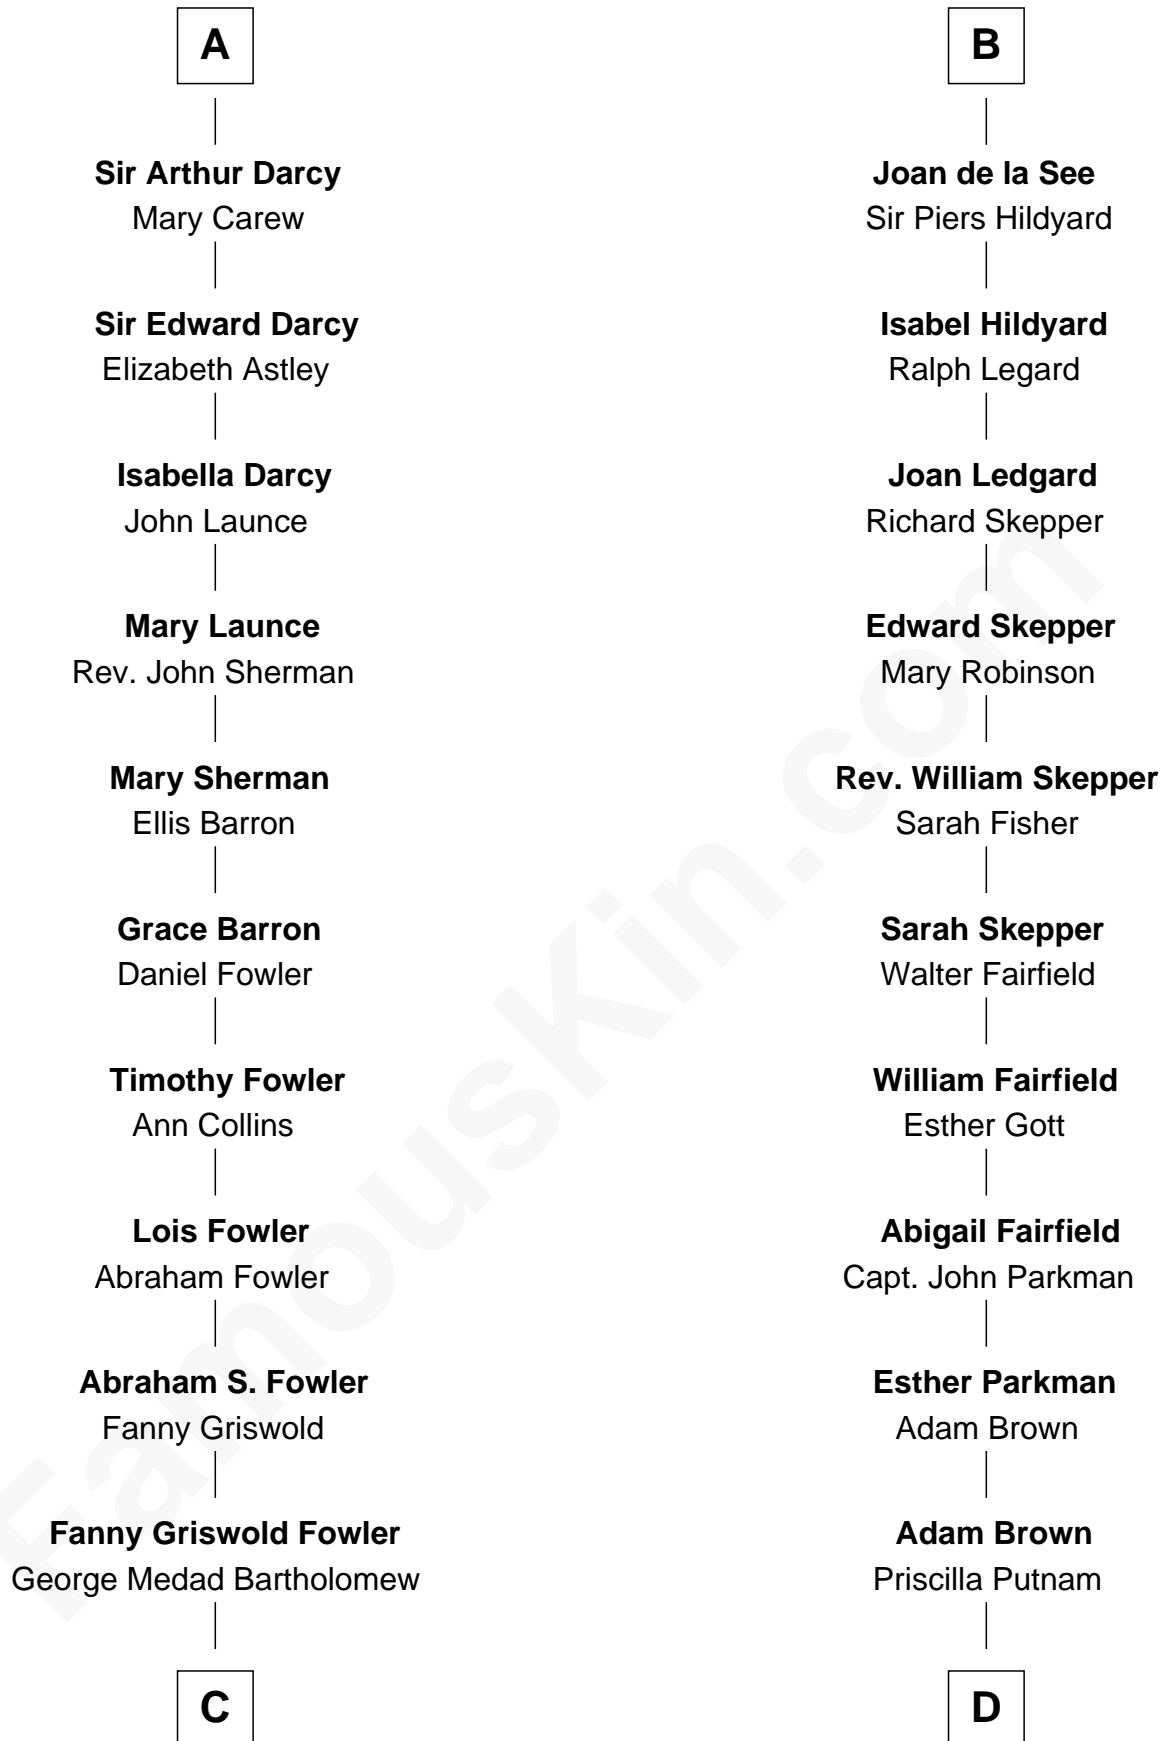 A
Sir Arthur Darcy
Mary Carew
Sir Edward Darcy
Elizabeth Astley
Isabella Darcy
John Launce
Mary Launce
Rev. John Sherman
Mary Sherman
Ellis Barron
Grace Barron
Daniel Fowler
Timothy Fowler
Ann Collins
Lois Fowler
Abraham Fowler
Abraham S. Fowler
Fanny Griswold
Fanny Griswold Fowler
George Medad Bartholomew
C
B
Joan de la See
Sir Piers Hildyard
Isabel Hildyard
Ralph Legard
Joan Ledgard
Richard Skepper
Edward Skepper
Mary Robinson
Rev. William Skepper
Sarah Fisher
Sarah Skepper
Walter Fairfield
William Fairfield
Esther Gott
Abigail Fairfield
Capt. John Parkman
Esther Parkman
Adam Brown
Adam Brown
Priscilla Putnam
D
FamousKin.com